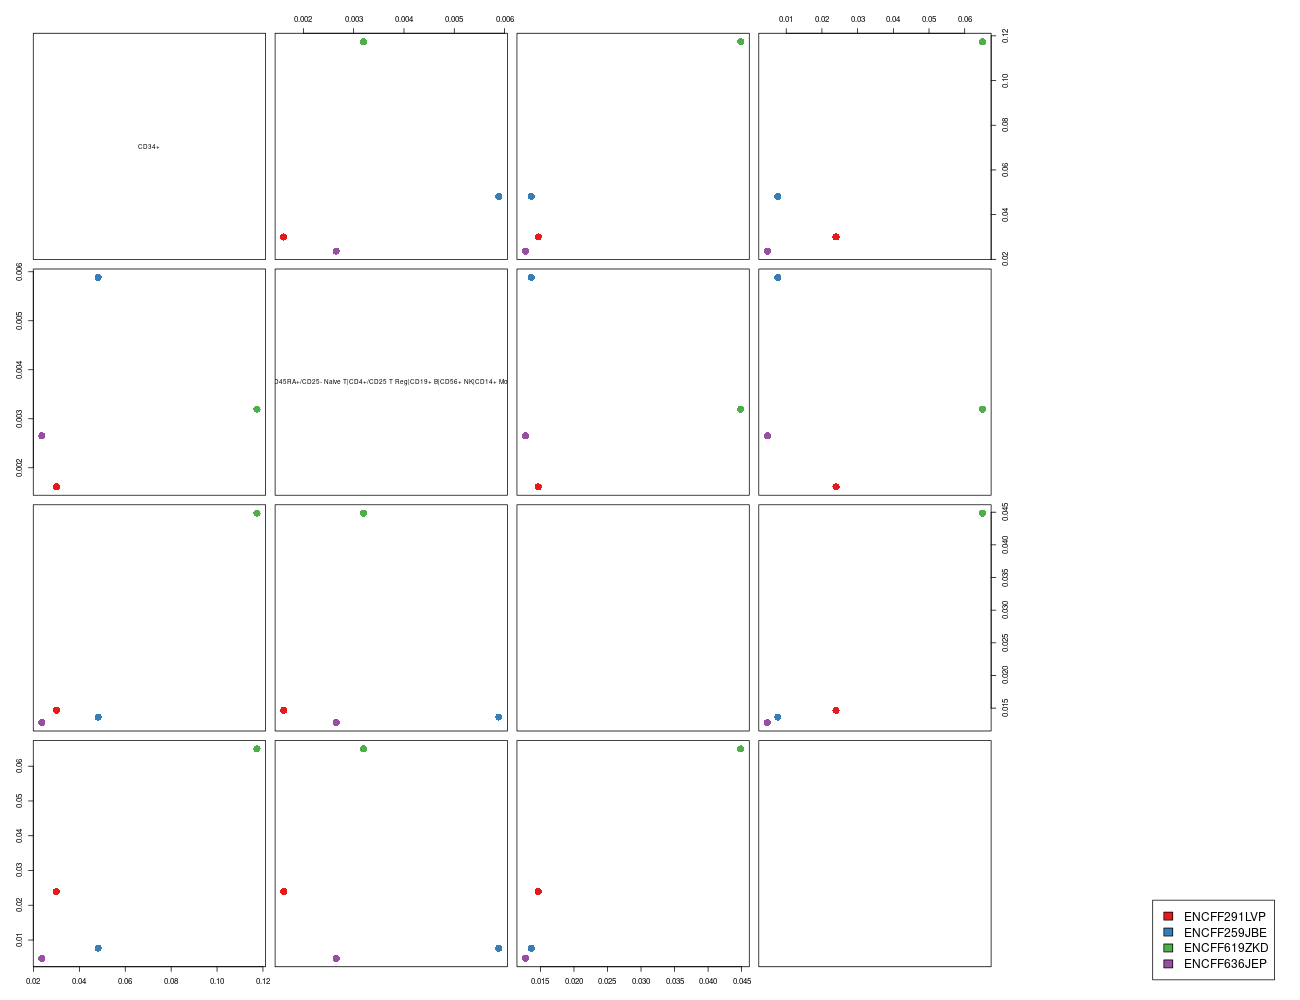 0.002 0.003 0.004 0.005 0.006
0.01 0.02 0.03 0.04 0.05 0.06
CD34+
0.02 0.04 0.06 0.08 0.10 0.12
0.002 0.003 0.004 0.005 0.006
D45RA+/CD25- Naive T|CD4+/CD25 T Reg|CD19+ B|CD56+ NK|CD14+ Mo
0.015 0.020 0.025 0.030 0.035 0.040 0.045
0.01 0.02 0.03 0.04 0.05 0.06
0.02 0.04 0.06 0.08 0.10 0.12
0.015 0.020 0.025 0.030 0.035 0.040 0.045
ENCFF291LVP
ENCFF259JBE
ENCFF619ZKD
ENCFF636JEP